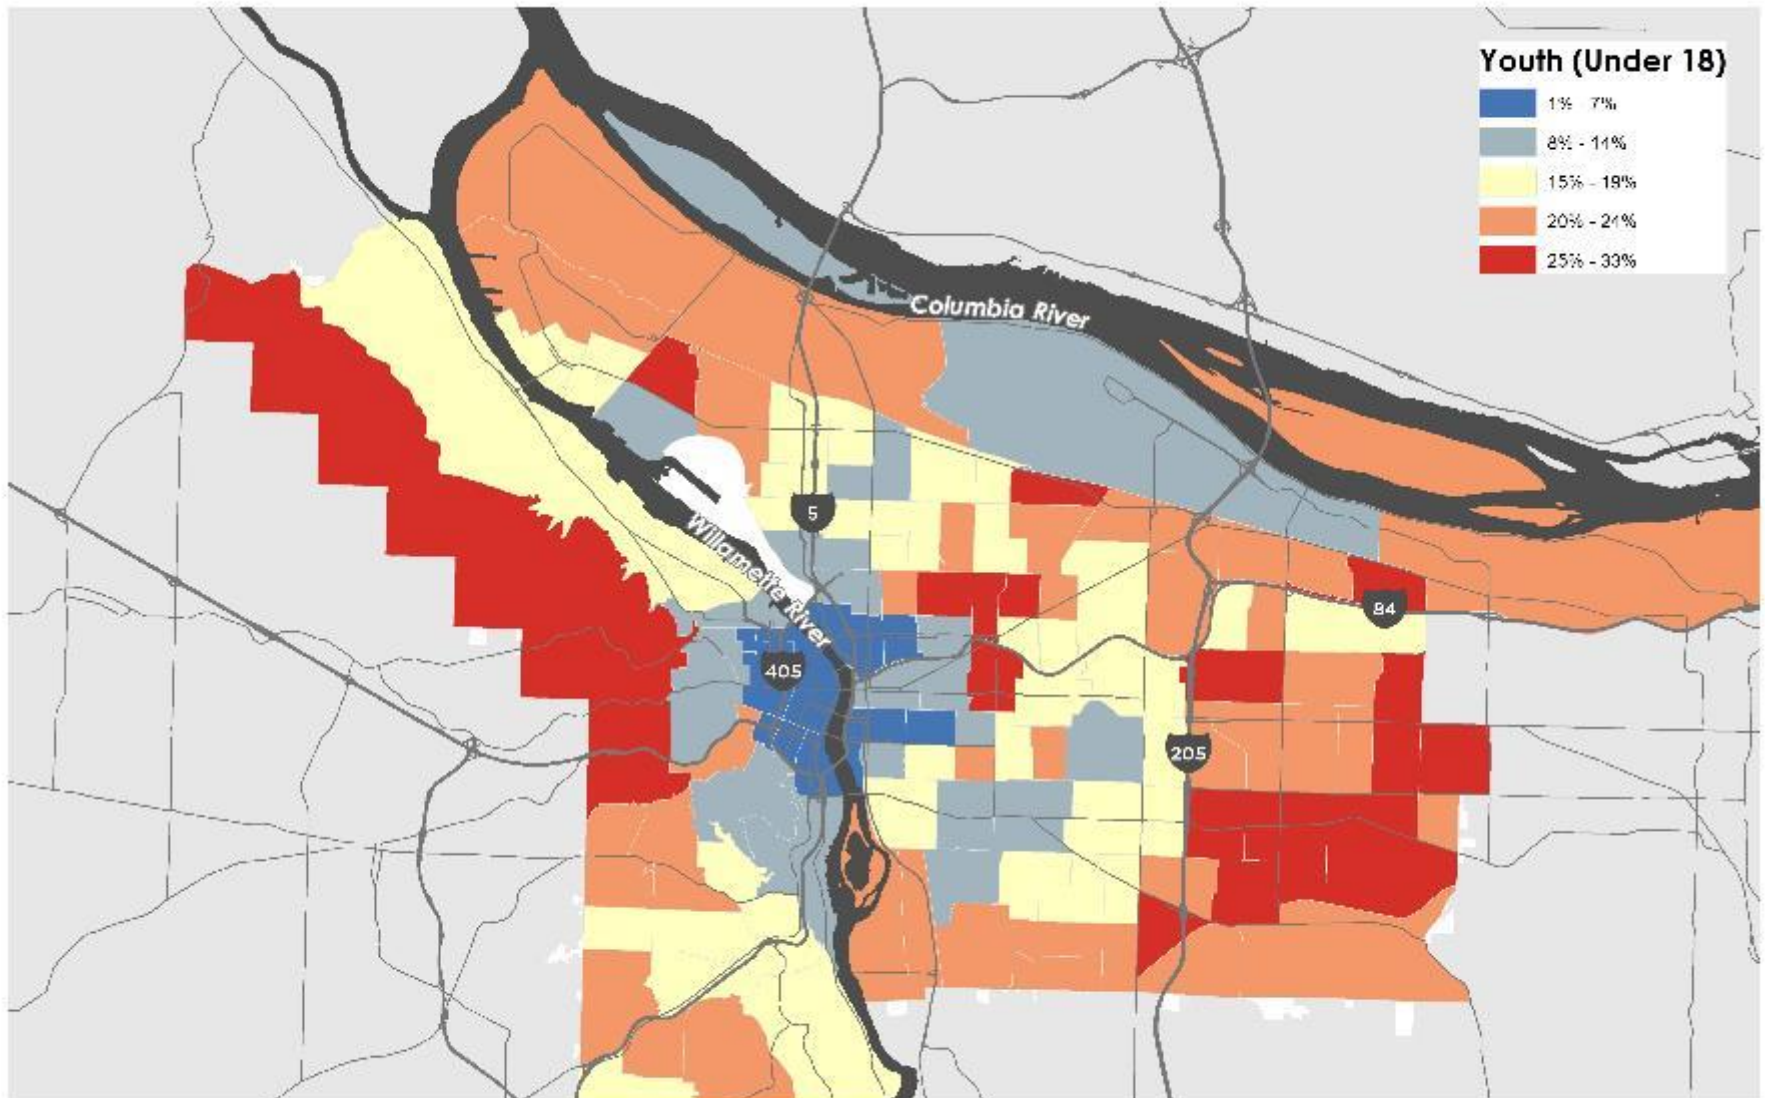 Youth (Under 18)
1% - 7%
8% - 14%
15% - 19%
20% - 24%
25% - 33%
Columbia River
5
Willamette River
84
405
205